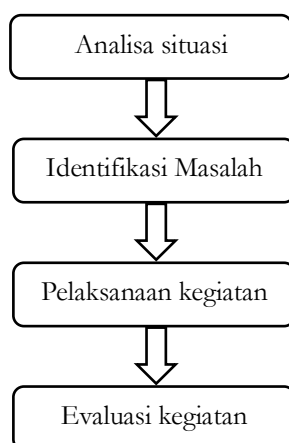 Analisa situasi
Identifikasi Masalah
Pelaksanaan kegiatan
Evaluasi kegiatan